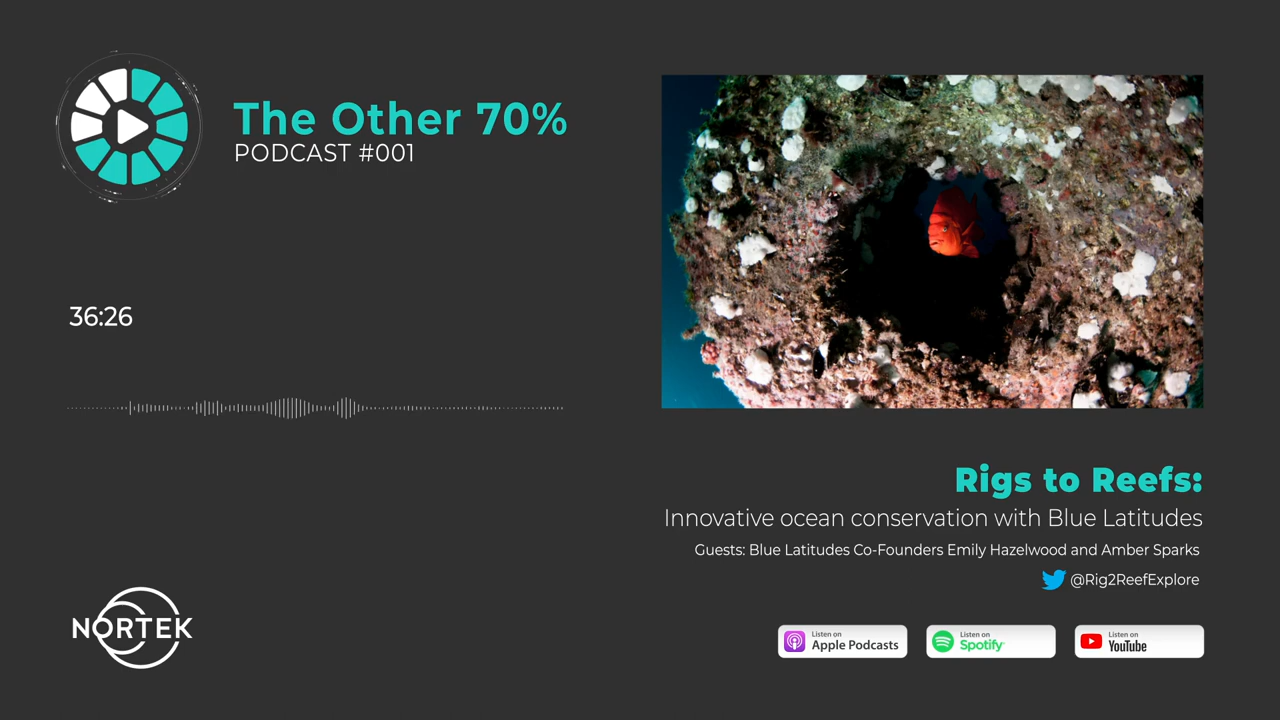 The Other 70%
PODCAST #001
36:26
Rigs to Reefs:
Innovative ocean conservation with Blue Latitudes
Guests: Blue Latitudes Co-Founders Emily Hazelwood and Amber Sparks
@Rig2ReefExplore
NORTEK
Listen on
Apple Podcasts
Listen on
Spotify
Listen on
YouTube